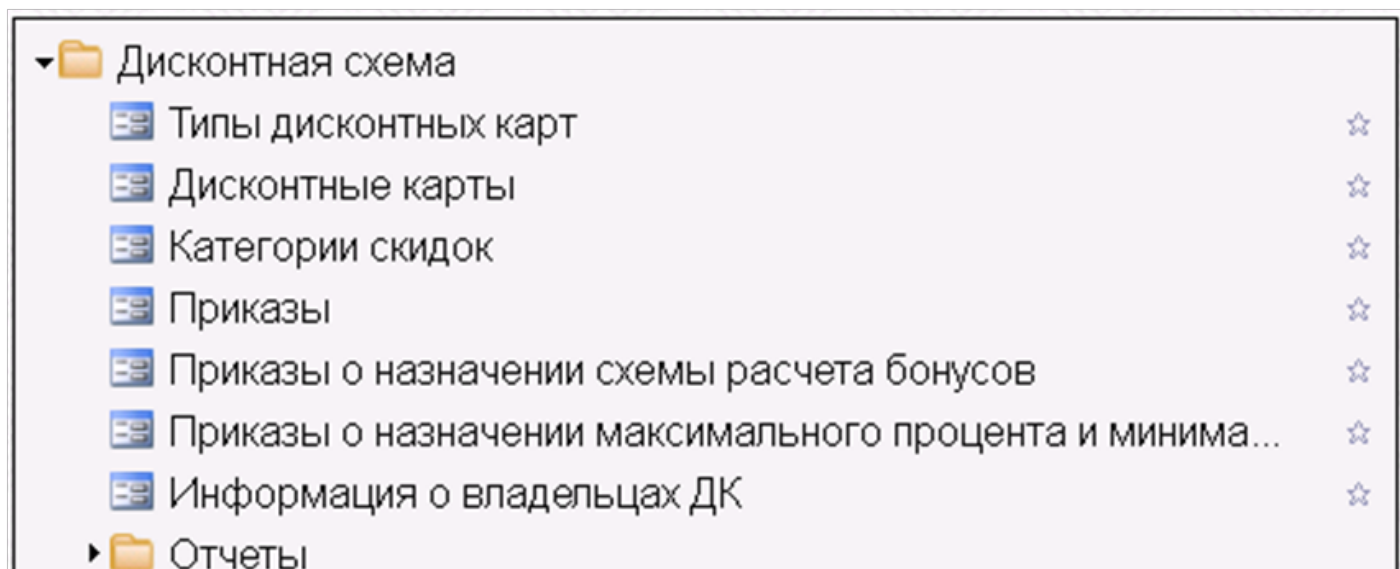 Дисконтная схема
Типы дисконтных карт
Дисконтные карты
Категории скидок
Приказы
Приказы о назначении схемы расчета бонусов
Приказы о назначении максимального процента и минима...
Информация о владельцах ДК
Отчеты